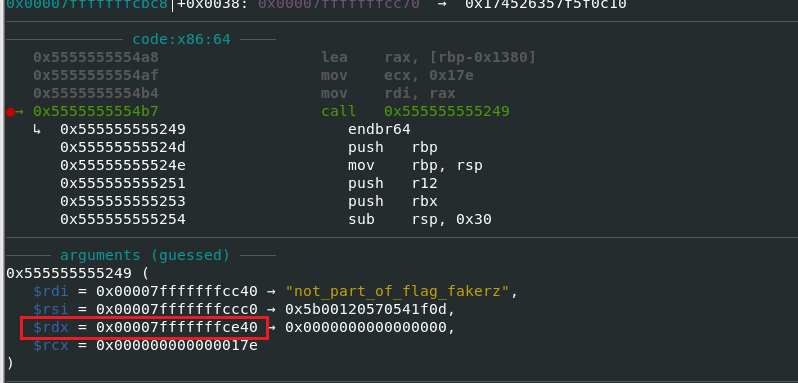 0x00007fffffffcbc8│+0x0038: 0x00007fffffffcc70  →  0x174526357f5f0c10
code:x86:64
0x5555555554a8                  lea    rax, [rbp-0x1380]
0x5555555554af                  mov    ecx, 0x17e
0x5555555554b4                  mov    rdi, rax
●→ 0x5555555554b7                  call   0x555555555249
↳  0x555555555249                  endbr64
0x55555555524d                  push   rbp
0x55555555524e                  mov    rbp, rsp
0x555555555251                  push   r12
0x555555555253                  push   rbx
0x555555555254                  sub    rsp, 0x30
arguments (guessed)
0x555555555249 (
$rdi = 0x00007fffffffcc40 → "not_part_of_flag_fakerz",
$rsi = 0x00007fffffffccc0 → 0x5b00120570541f0d,
$rdx = 0x00007fffffffce40 → 0x0000000000000000,
$rcx = 0x000000000000017e
)